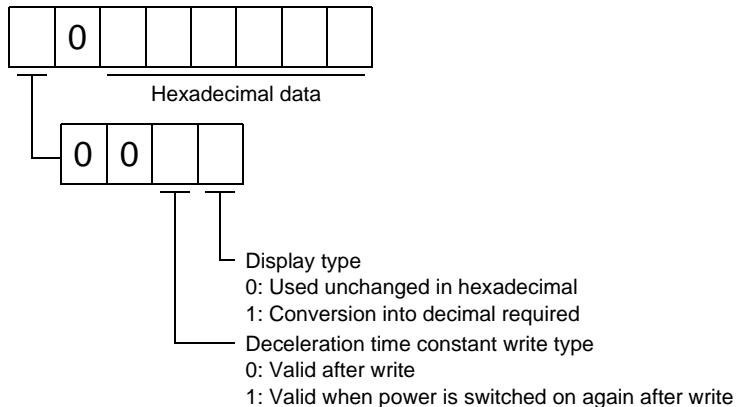 0
Hexadecimal data
0 0
Display type
0: Used unchanged in hexadecimal
1: Conversion into decimal required
Deceleration time constant write type
0: Valid after write
1: Valid when power is switched on again after write